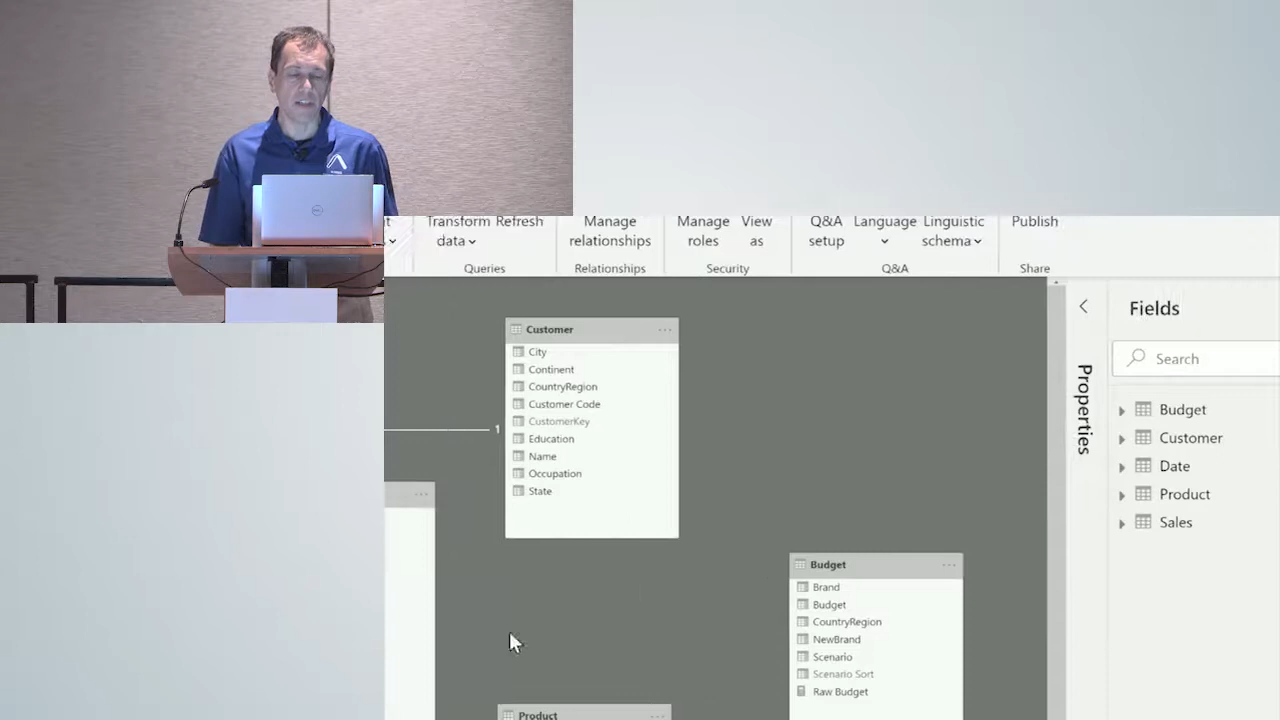 Transform Refresh
data
Queries
Manage
relationships
Relationships
Manage View
roles as
Security
Q&A Language Linguistic
setup schema
Q&A
Publish
Share
Customer
City
Continent
CountryRegion
Customer Code
CustomerKey
Education
Name
Occupation
State
1
Budget
Brand
Budget
CountryRegion
NewBrand
Scenario
Scenario Sort
Raw Budget
Product
Properties
Fields
Search
Budget
Customer
Date
Product
Sales